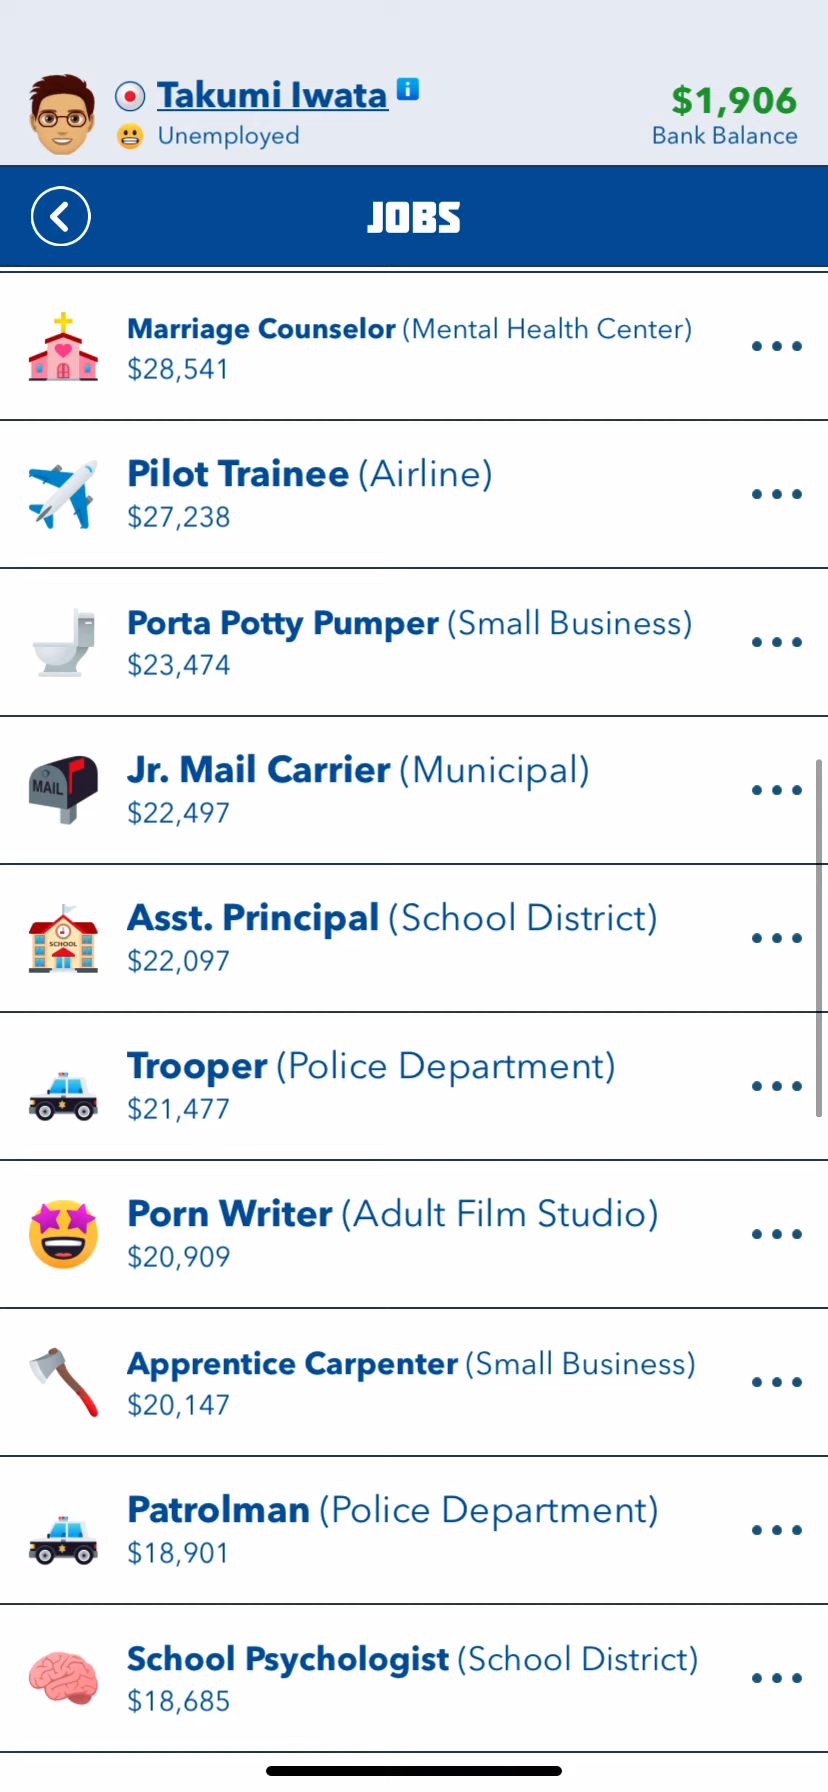 Takumi Iwata
Unemployed
$1,906
Bank Balance
JOBS
Marriage Counselor (Mental Health Center)
$28,541
Pilot Trainee (Airline)
$27,238
Porta Potty Pumper (Small Business)
$23,474
MAIL
Jr. Mail Carrier (Municipal)
$22,497
SCHOOL
Asst. Principal (School District)
$22,097
Trooper (Police Department)
$21,477
Porn Writer (Adult Film Studio)
$20,909
Apprentice Carpenter (Small Business)
$20,147
Patrolman (Police Department)
$18,901
School Psychologist (School District)
$18,685